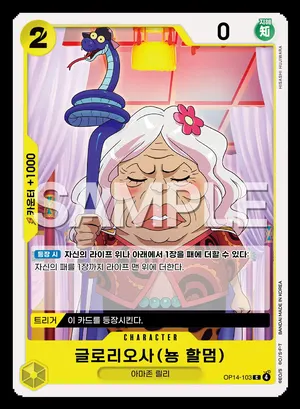 2
0
지혜
知
HISASHI FUJIWARA
카운터 +1000
SAMPLE
등장 시 자신의 라이프 위나 아래에서 1장을 패에 더할 수 있다:
자신의 패를 1장까지 라이프 맨 위에 더한다.
트리거 이 카드를 등장시킨다.
CHARACTER
글로리오사(뇽 할멈)
아마존 릴리
OP14-103 C
BANDAI MADE IN KOREA